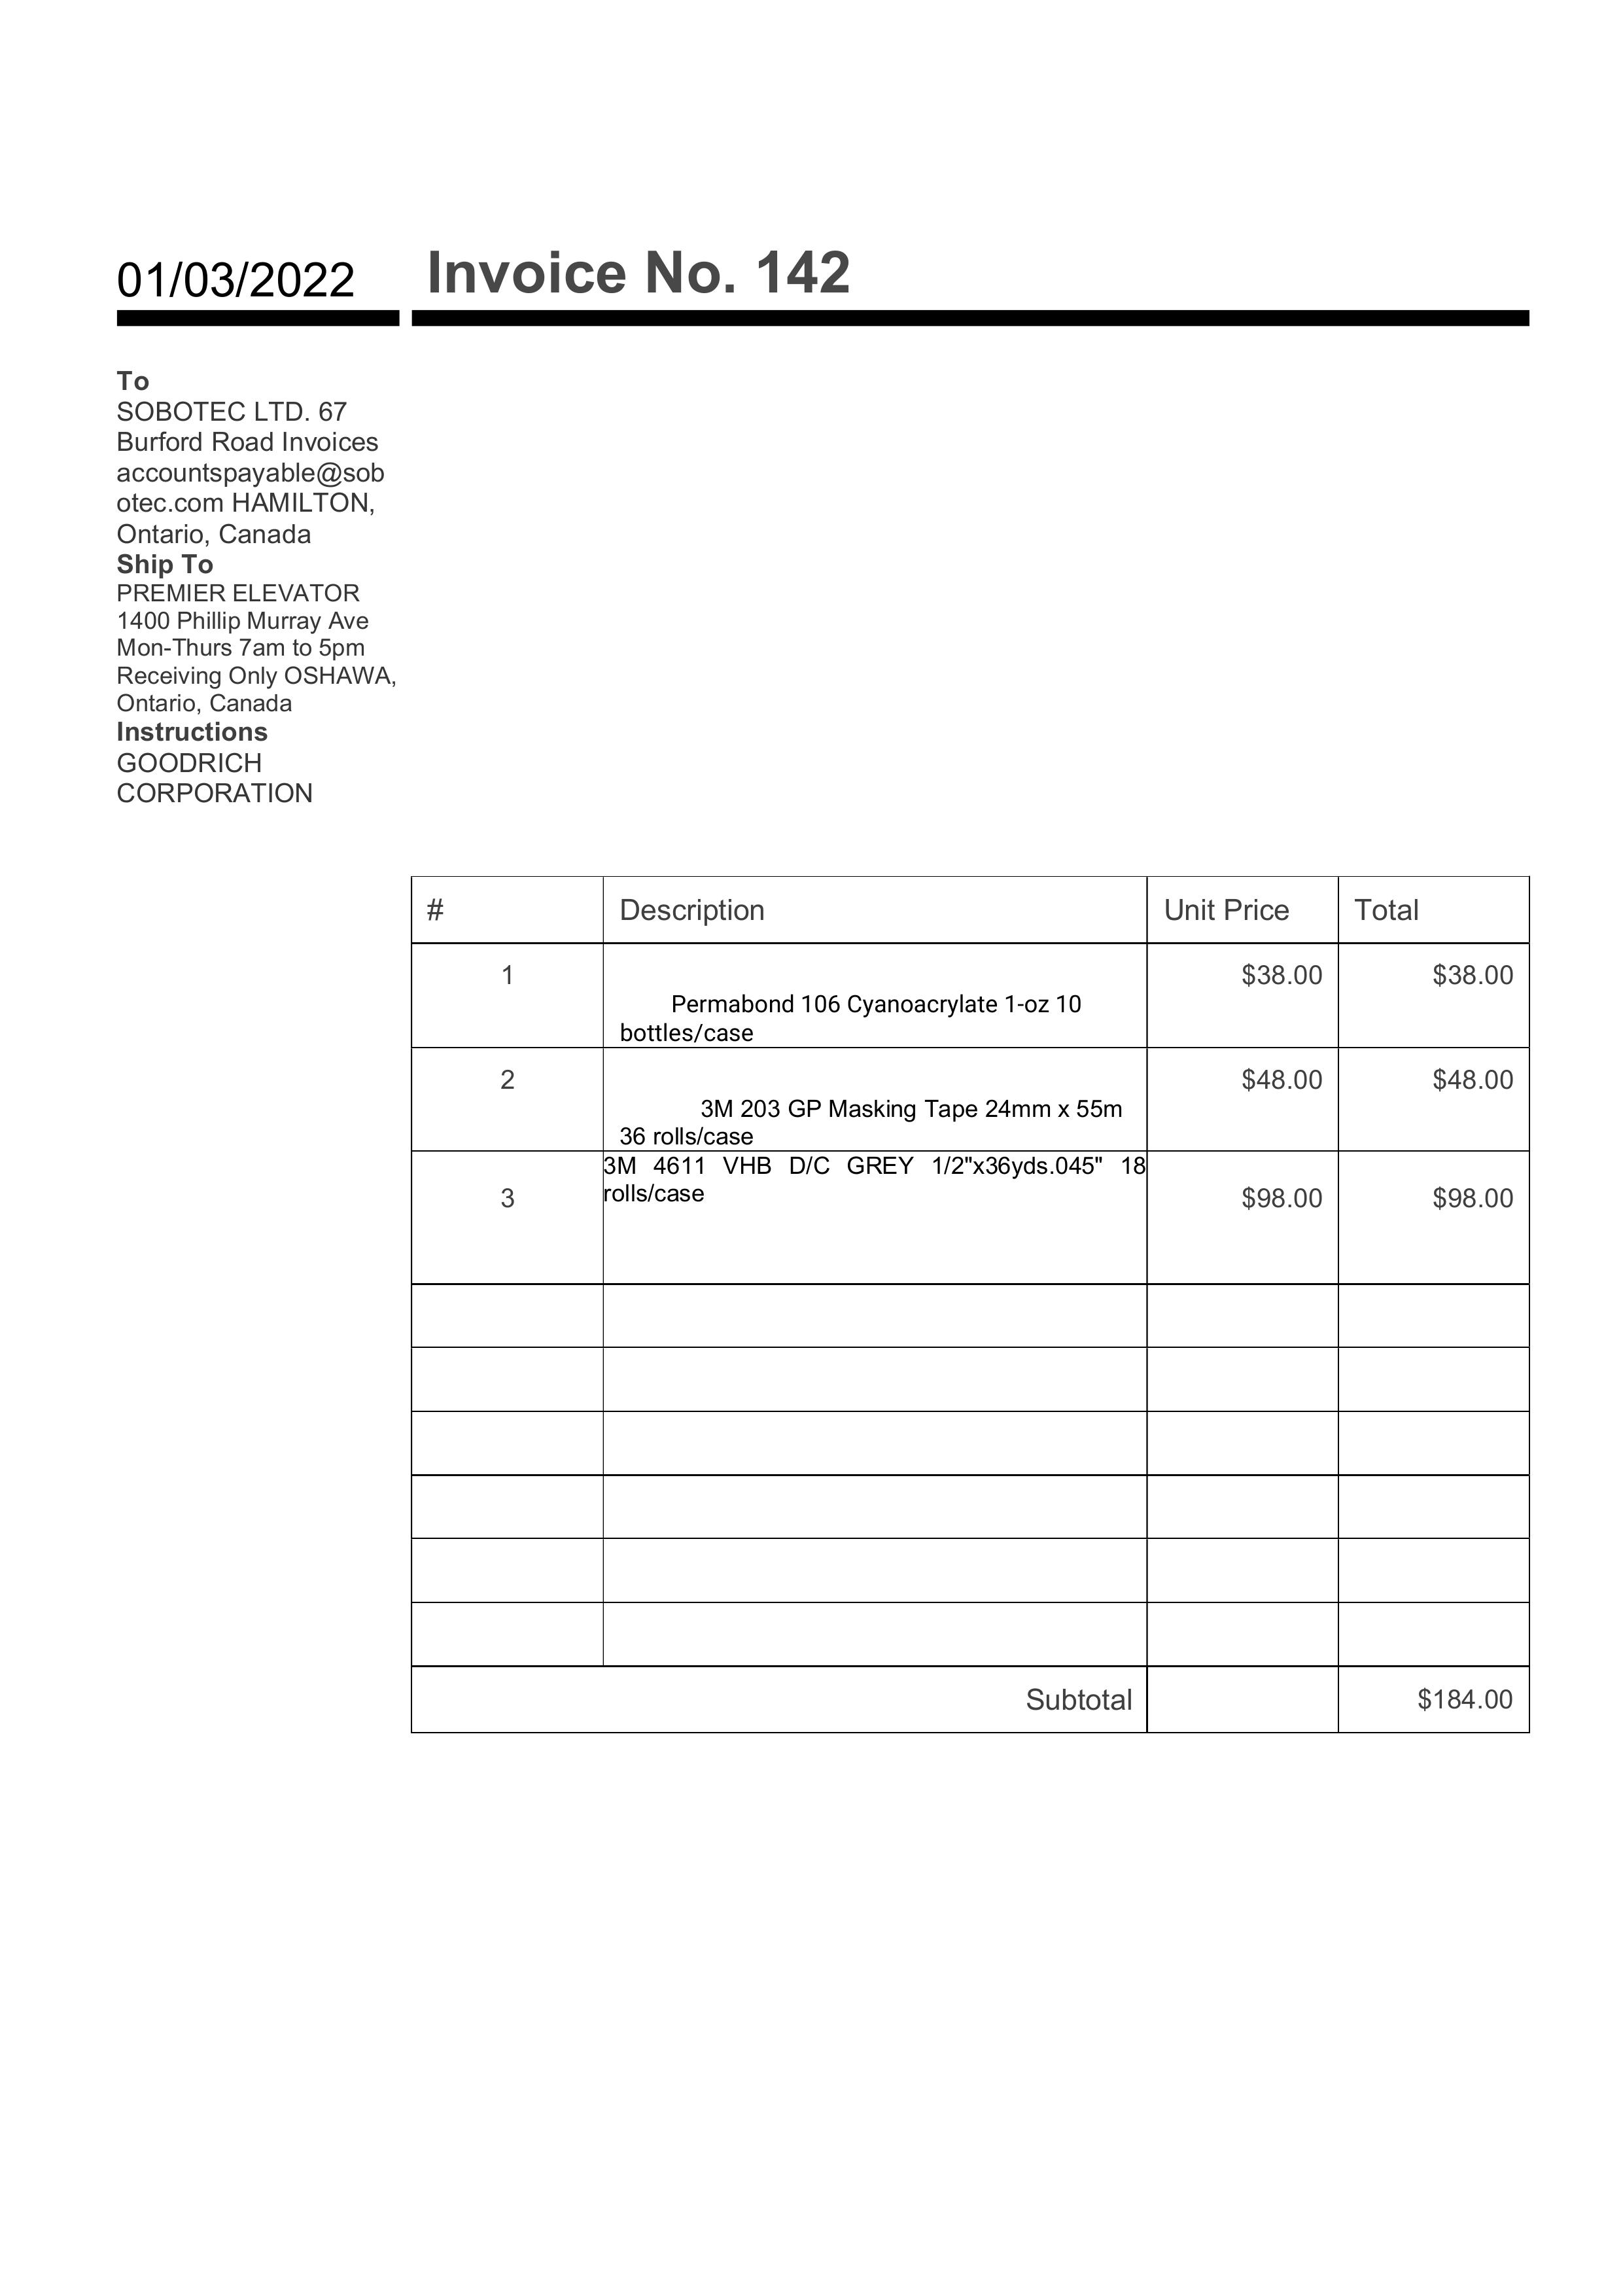 01/03/2022 Invoice No. 142
To
SOBOTEC LTD. 67
Burford Road Invoices
accountspayable@sob
otec.com HAMILTON,
Ontario, Canada
Ship To
PREMIER ELEVATOR
1400 Phillip Murray Ave
Mon-Thurs 7am to 5pm
Receiving Only OSHAWA,
Ontario, Canada
Instructions
GOODRICH
CORPORATION
# Description Unit Price Total
1 $38.00 $38.00
Permabond 106 Cyanoacrylate 1-oz 10
bottles/case
2 $48.00 $48.00
3M 203 GP Masking Tape 24mm x 55m
36 rolls/case
3M 4611 VHB D/C GREY 1/2"x36yds.045" 18
rolls/case
3 $98.00 $98.00
Subtotal $184.00